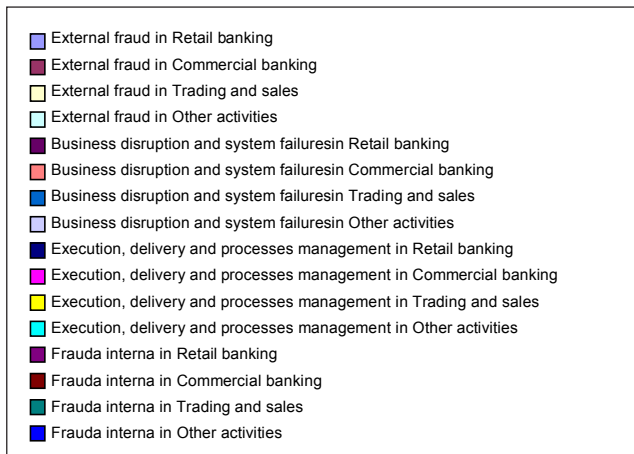 External fraud in Retail banking
External fraud in Commercial banking
External fraud in Trading and sales
External fraud in Other activities
Business disruption and system failuresin Retail banking
Business disruption and system failuresin Commercial banking
Business disruption and system failuresin Trading and sales
Business disruption and system failuresin Other activities
Execution, delivery and processes management in Retail banking
Execution, delivery and processes management in Commercial banking
Execution, delivery and processes management in Trading and sales
Execution, delivery and processes management in Other activities
Frauda interna in Retail banking
Frauda interna in Commercial banking
Frauda interna in Trading and sales
Frauda interna in Other activities